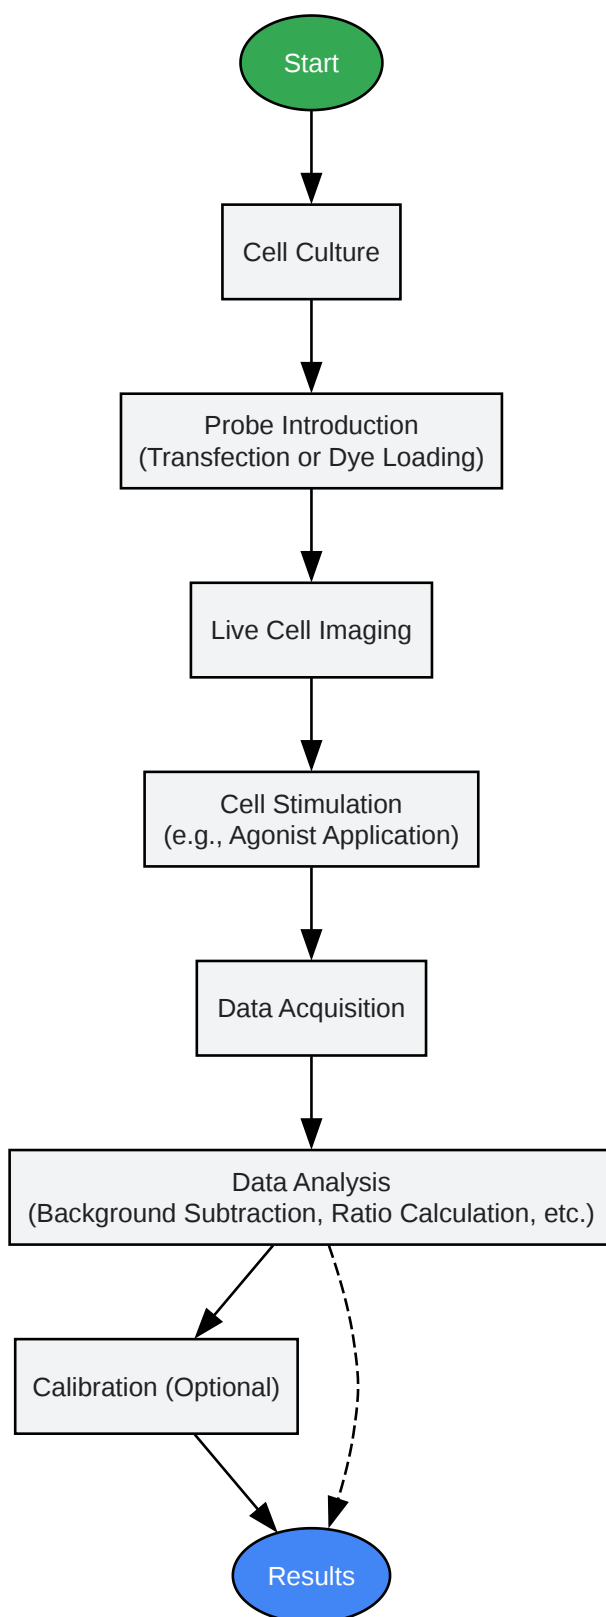 Start
Cell Culture
Probe Introduction
(Transfection or Dye Loading)
Live Cell Imaging
Cell Stimulation
(e.g., Agonist Application)
Data Acquisition
Data Analysis
(Background Subtraction, Ratio Calculation, etc.)
Calibration (Optional)
Results